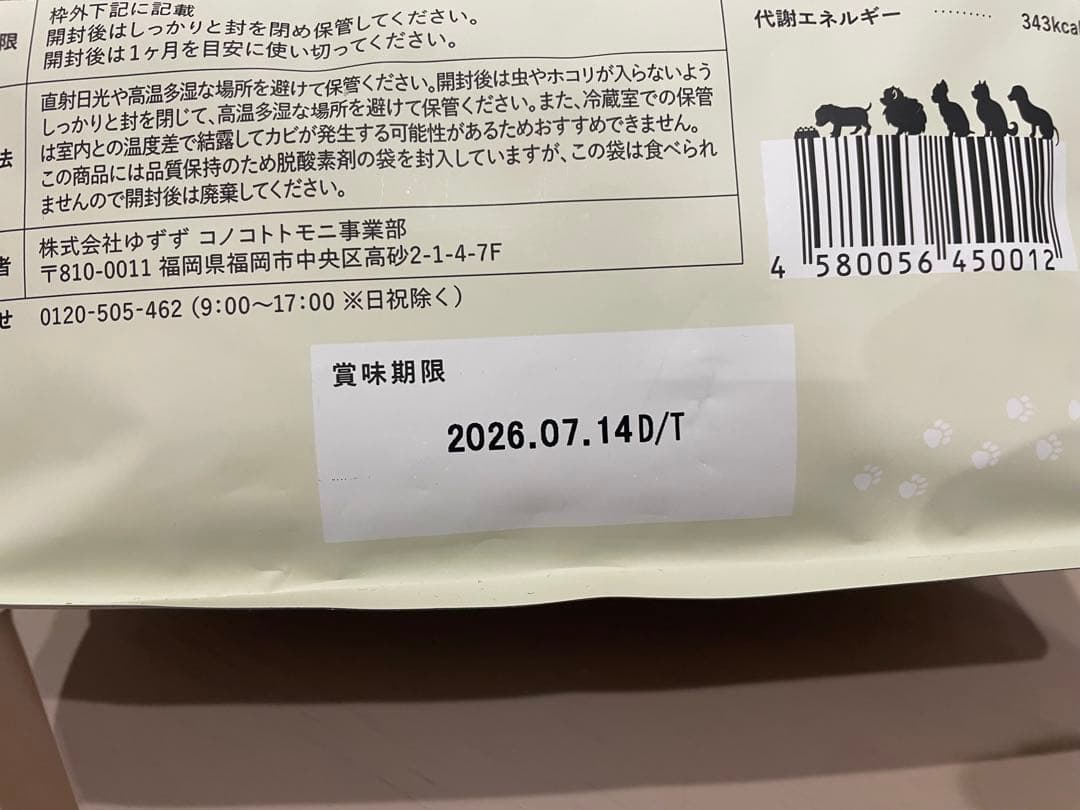 枠外下記に記載
限
開封後はしっかりと封を閉め保管してください。
開封後は1ヶ月を目安に使い切ってください。
代謝エネルギー ········· 343kcal
直射日光や高温多湿な場所を避けて保管ください。開封後は虫やホコリが入らないよう
しっかりと封を閉じて、高温多湿な場所を避けて保管ください。また、冷蔵室での保管
法
は室内との温度差で結露してカビが発生する可能性があるためおすすめできません。
この商品には品質保持のため脱酸素剤の袋を封入していますが、この袋は食べられ
ませんので開封後は廃棄してください。
者
株式会社ゆずず コノコトトモニ事業部
〒810-0011 福岡県福岡市中央区高砂2-1-4-7F
せ
0120-505-462（9:00～17:00 ※日祝除く）
4 580056 450012
賞味期限
2026.07.14D/T